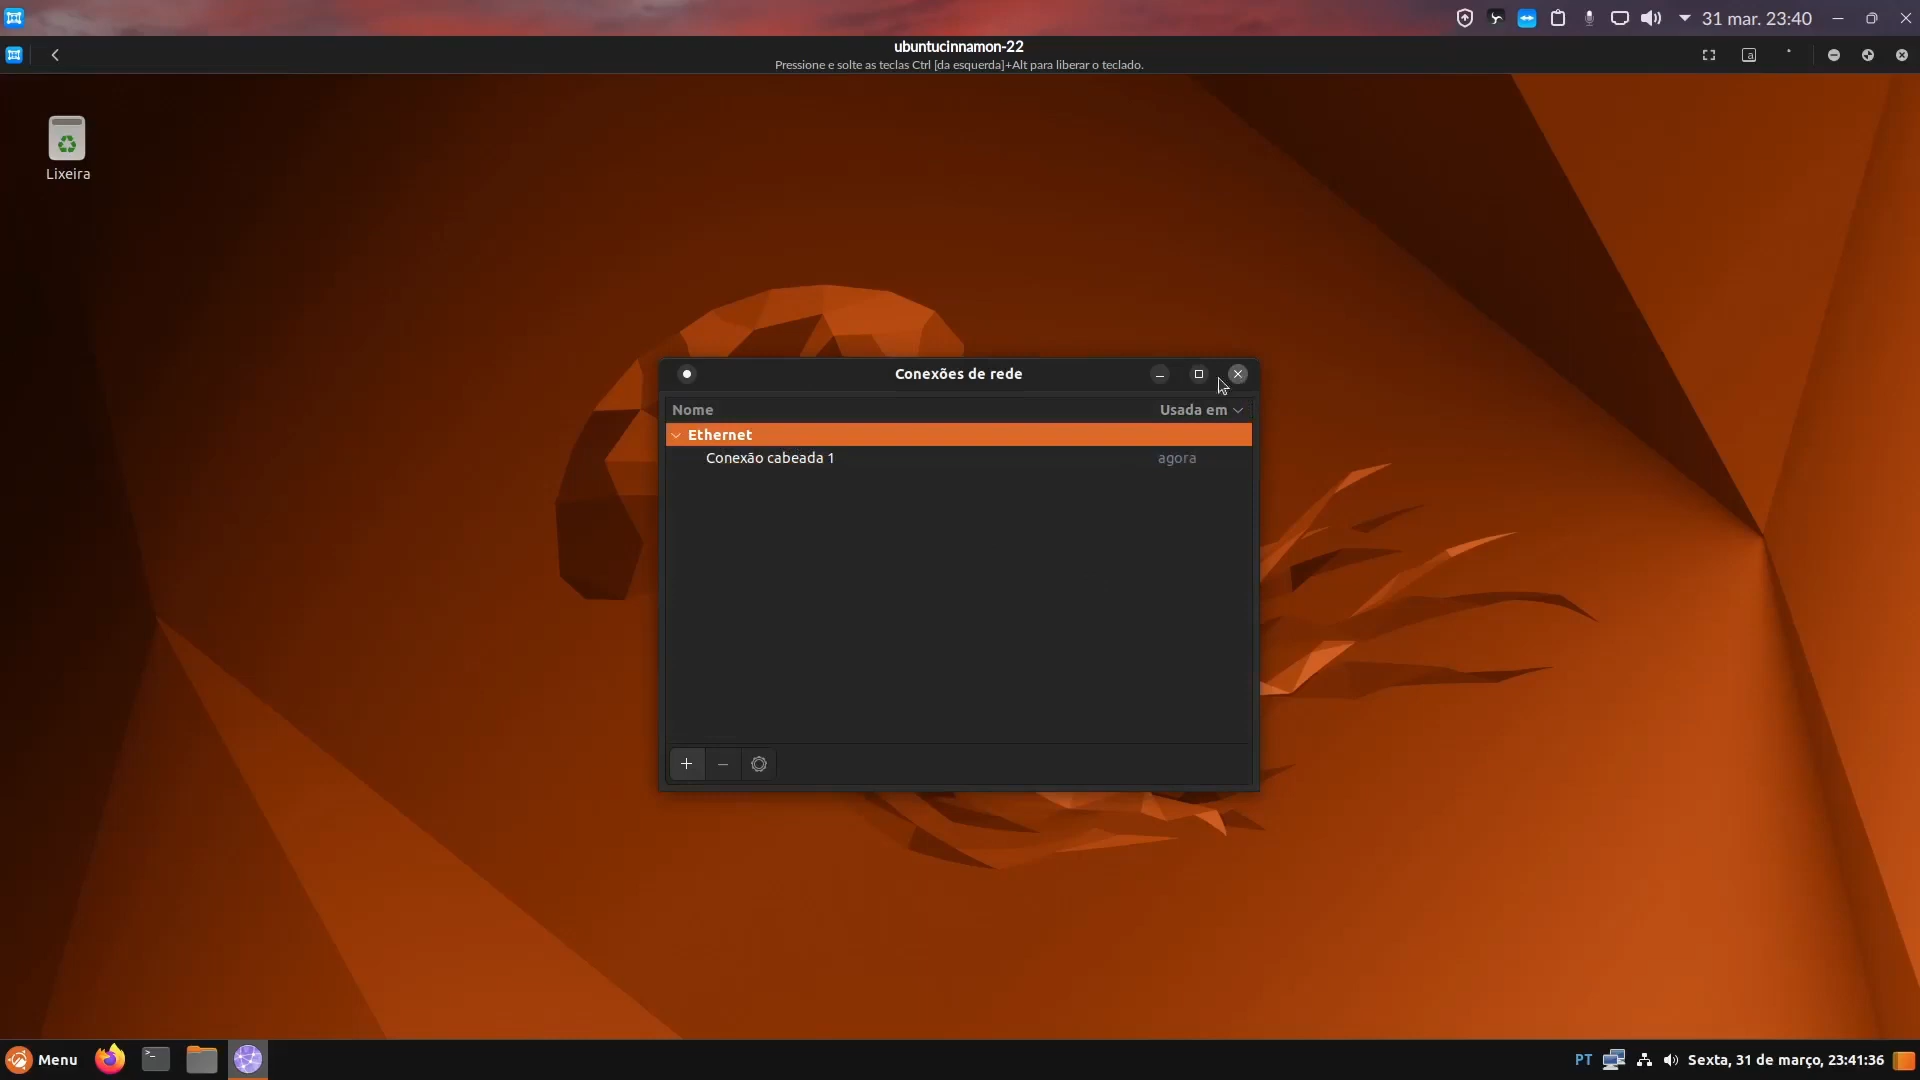 31 mar. 23:40
ubuntucinnamon-22
Pressione e solte as teclas Ctrl [da esquerda]+Alt para liberar o teclado.
Lixeira
Conexões de rede
Nome
Usada em
Ethernet
Conexão cabeada 1
agora
Menu
PT
Sexta, 31 de março, 23:41:36